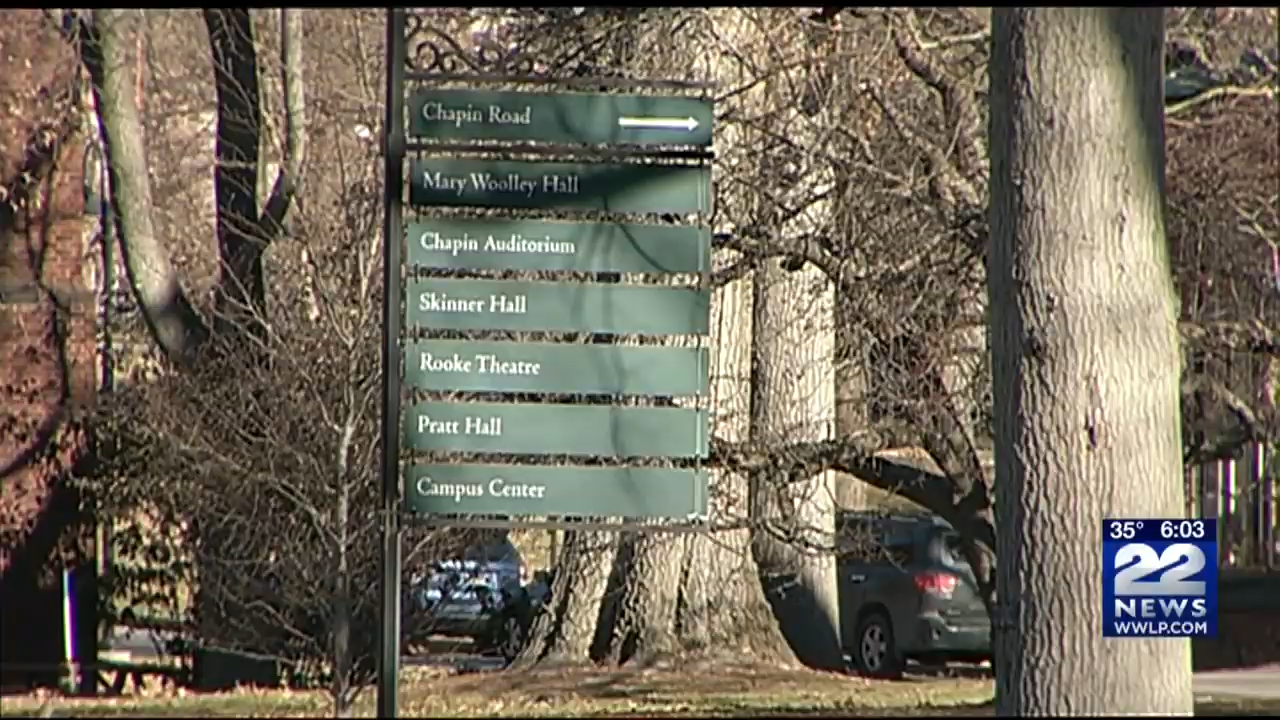 Chapin Road
Mary Woolley Hall
Chapin Auditorium
Skinner Hall
Rooke Theatre
Pratt Hall
Campus Center
35° 6:03
22
NEWS
WWLP.COM